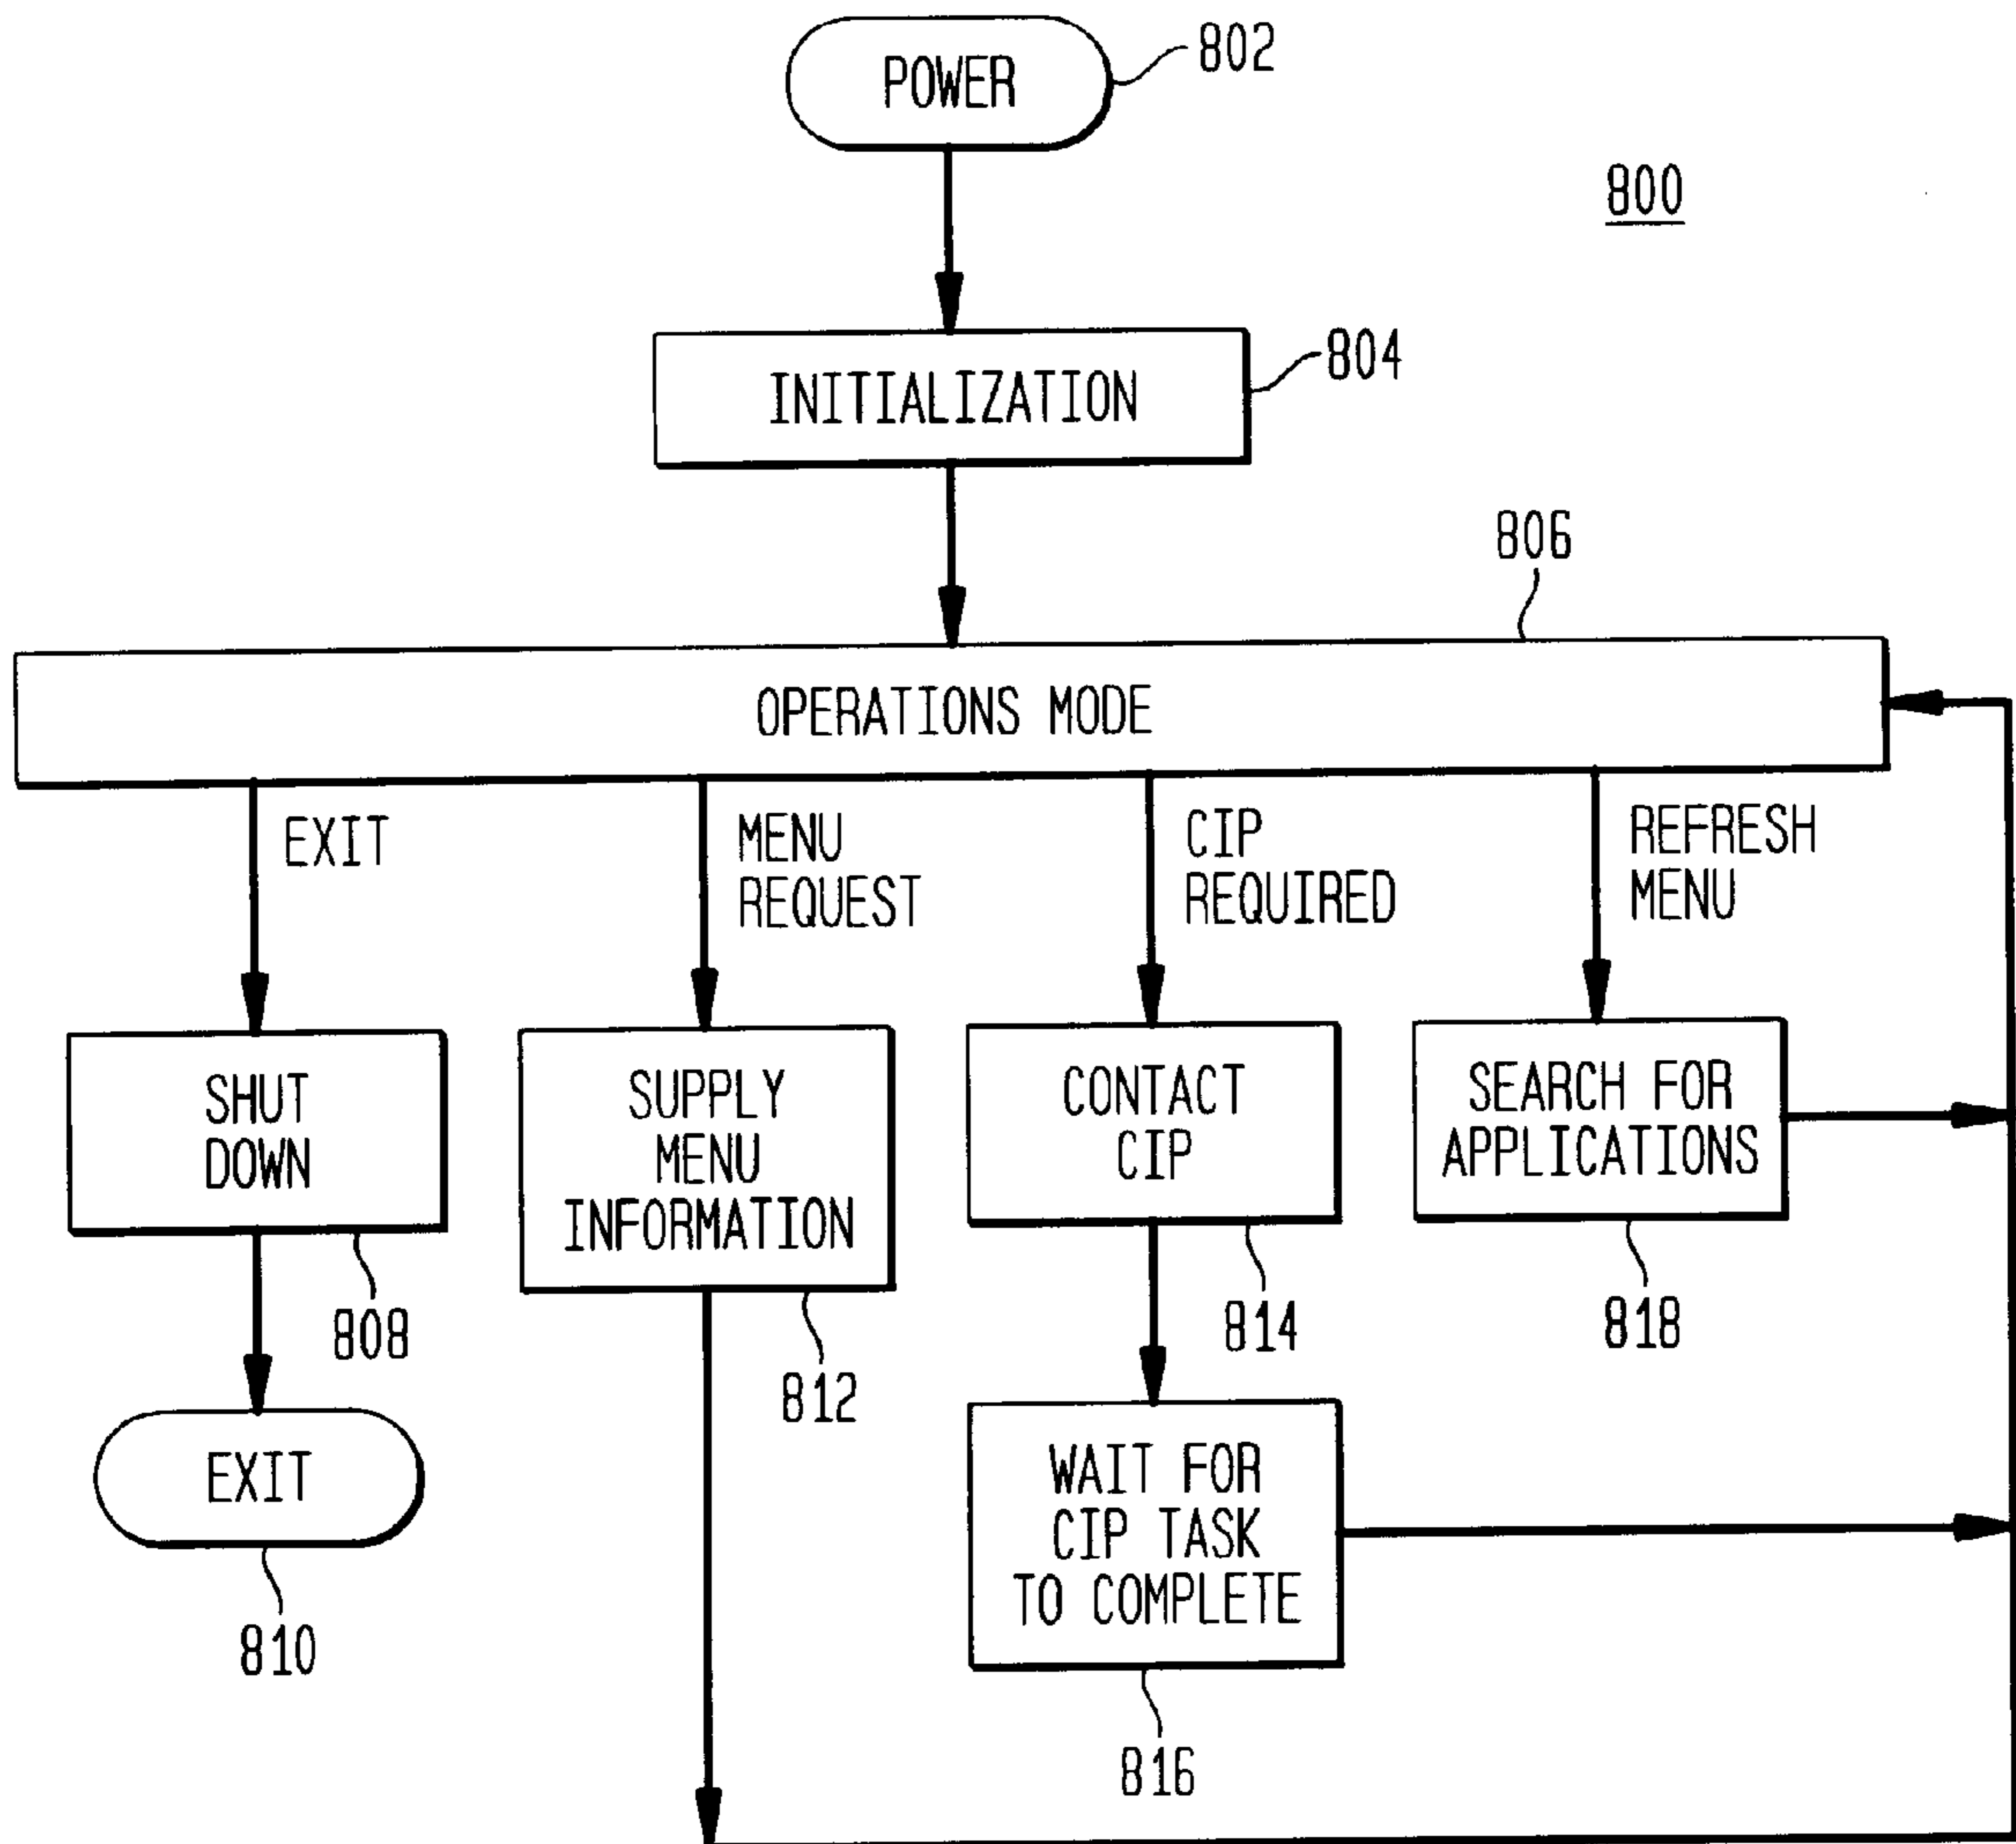 POWER
802
800
INITIALIZATION
804
806
OPERATIONS MODE
EXIT
MENU
REQUEST
CIP
REQUIRED
REFRESH
MENU
SHUT
DOWN
808
SUPPLY
MENU
INFORMATION
812
CONTACT
CIP
814
SEARCH FOR
APPLICATIONS
818
EXIT
810
WAIT FOR
CIP TASK
TO COMPLETE
816